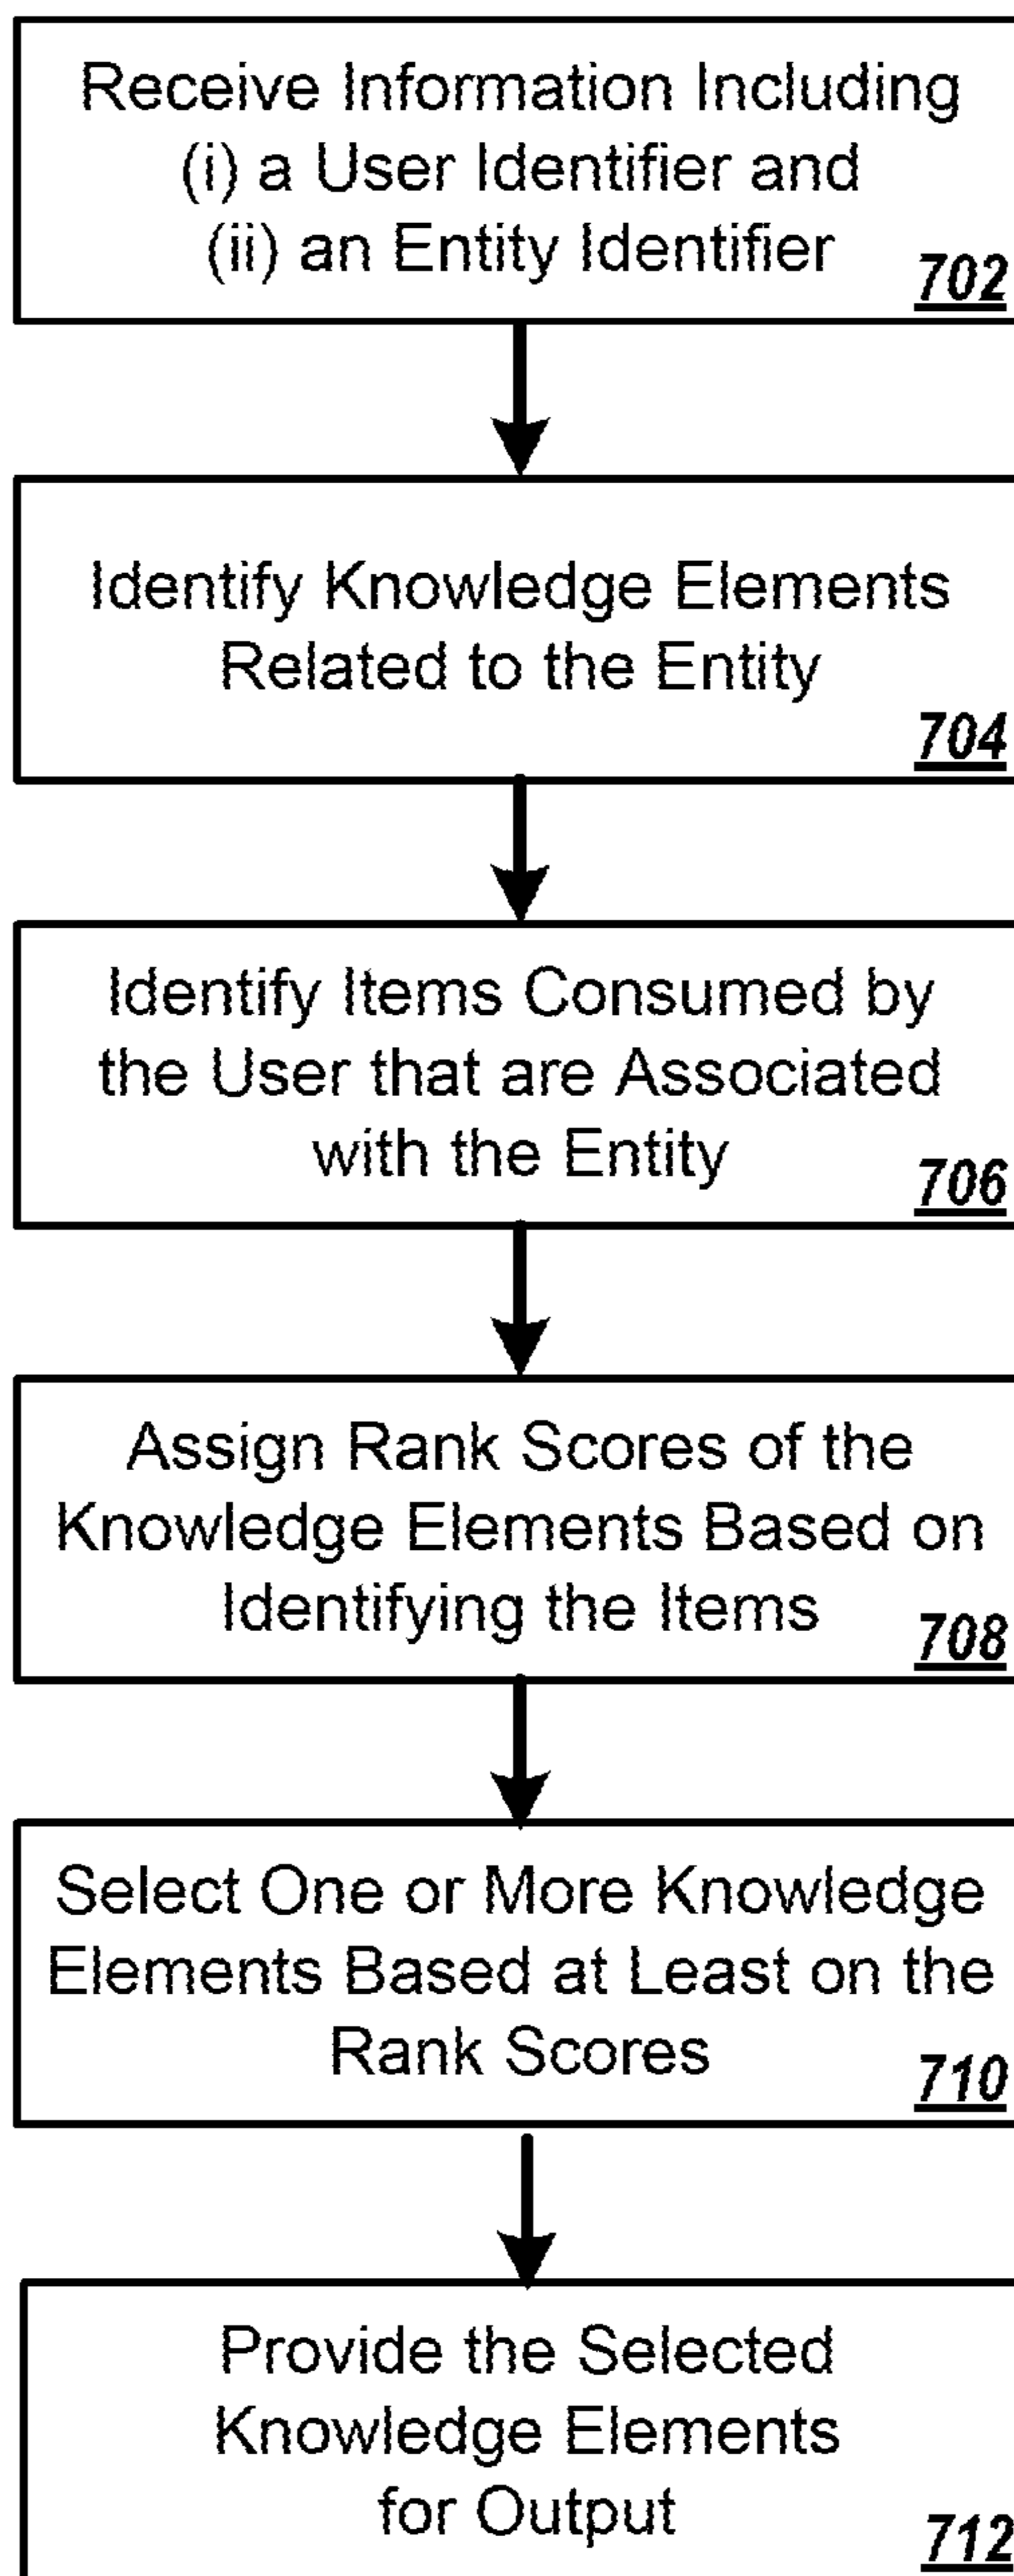 Receive Information Including
(i) a User Identifier and
(ii) an Entity Identifier
702
Identify Knowledge Elements
Related to the Entity
704
Identify Items Consumed by
the User that are Associated
with the Entity
706
Assign Rank Scores of the
Knowledge Elements Based on
Identifying the Items
708
Select One or More Knowledge
Elements Based at Least on the
Rank Scores
710
Provide the Selected
Knowledge Elements
for Output
712